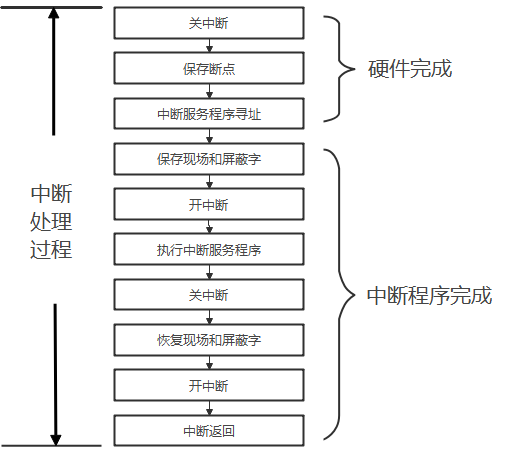 关中断
保存断点
硬件完成
中断服务程序寻址
保存现场和屏蔽字
中断
处理
过程
开中断
执行中断服务程序
关中断
中断程序完成
恢复现场和屏蔽字
开中断
中断返回